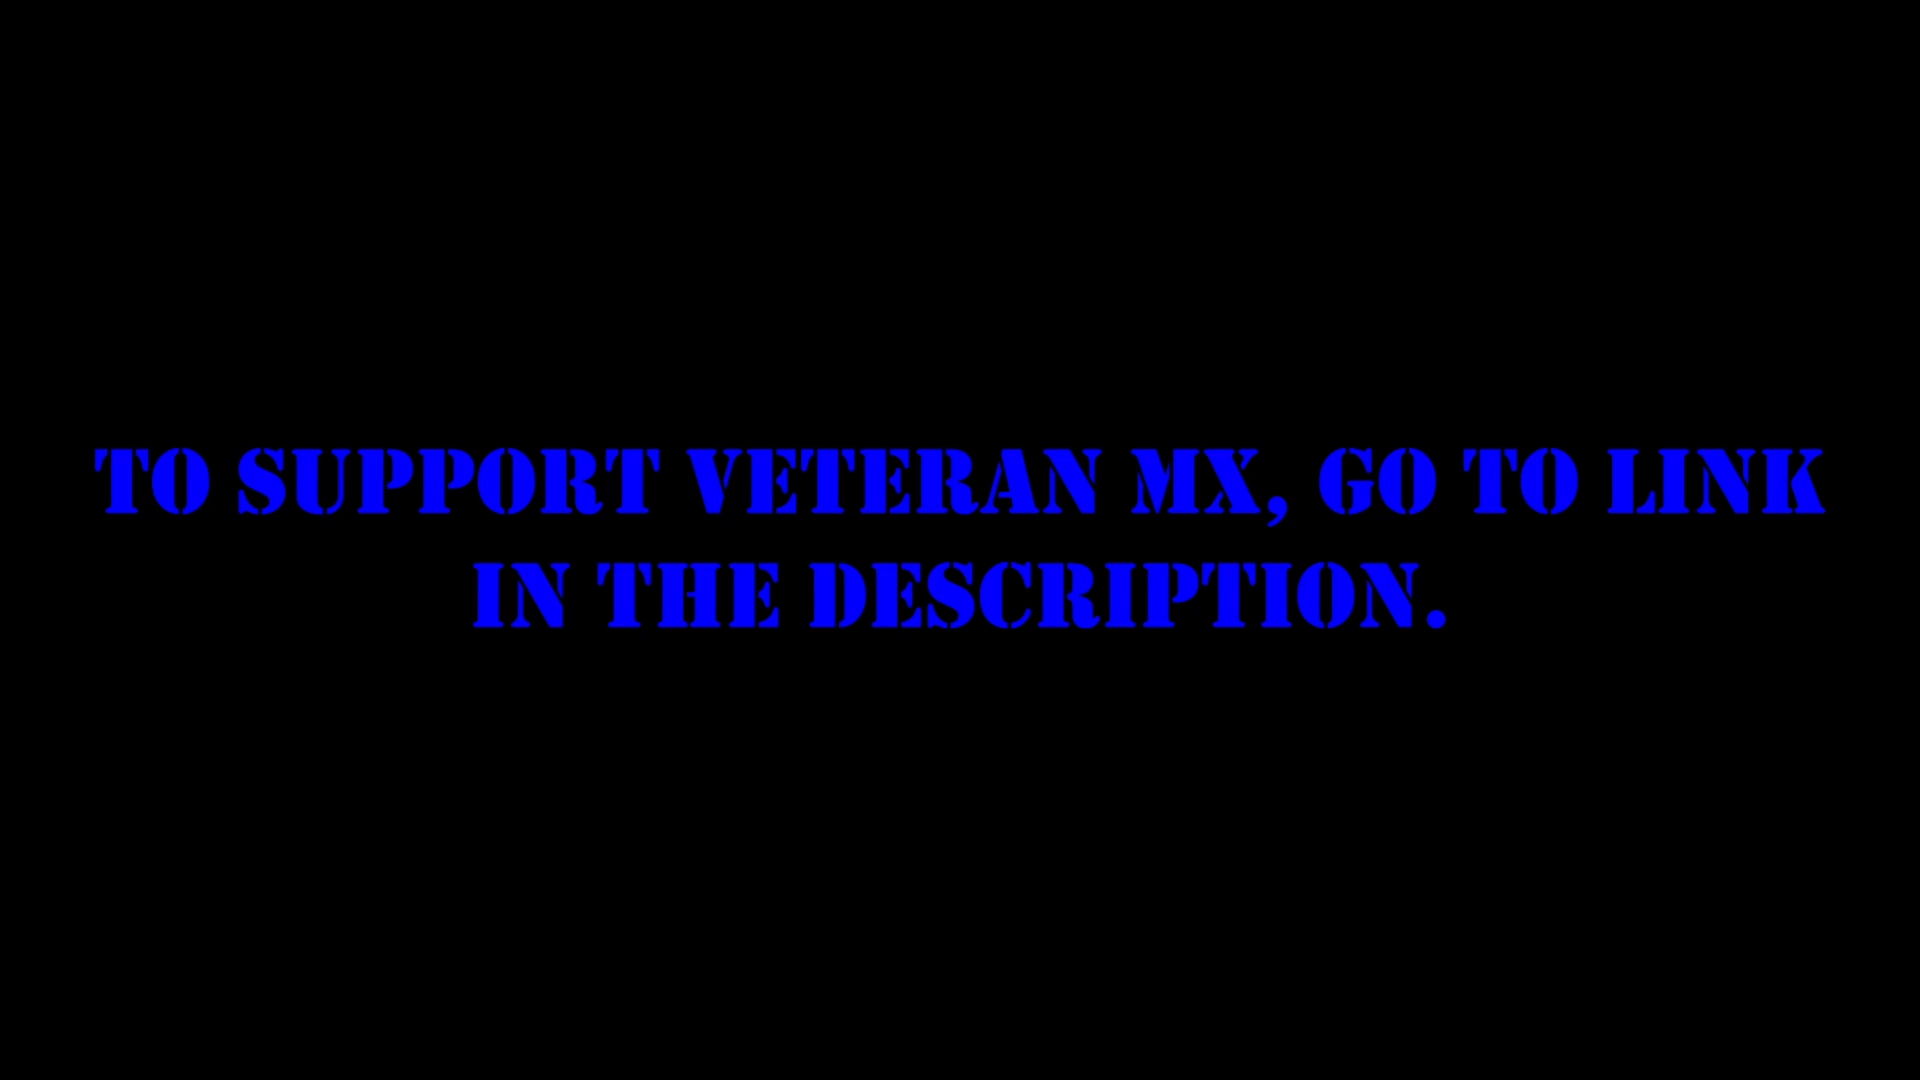 TO SUPPORT VETERAN MX, GO TO LINK
IN THE DESCRIPTION.